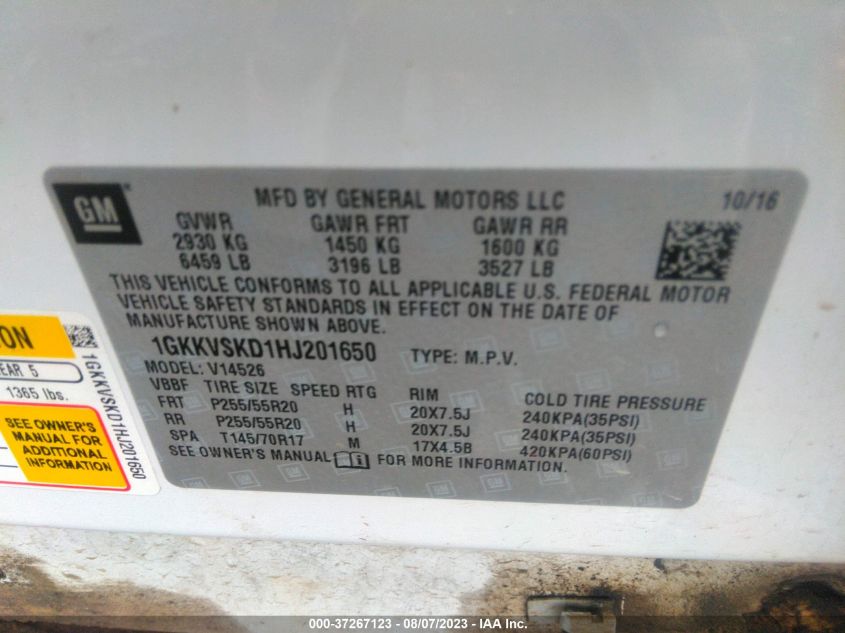 GM
MFD BY GENERAL MOTORS LLC 10/16
GVWR GAWR FRT GAWR RR
2930 KG 1450 KG 1600 KG
6459 LB 3196 LB 3527 LB
THIS VEHICLE CONFORMS TO ALL APPLICABLE U.S. FEDERAL MOTOR
VEHICLE SAFETY STANDARDS IN EFFECT ON THE DATE OF
MANUFACTURE SHOWN ABOVE.
1GKKVSKD1HJ201650 TYPE: M.P.V.
MODEL: V14526
VBBF TIRE SIZE SPEED RTG RIM COLD TIRE PRESSURE
FRT P255/55R20 H 20X7.5J 240KPA(35PSI)
RR P255/55R20 H 20X7.5J 240KPA(35PSI)
SPA T145/70R17 M 17X4.5B 420KPA(60PSI)
SEE OWNER'S MANUAL FOR MORE INFORMATION.
ON
EAR 5
1365 lbs.
SEE OWNER'S
MANUAL FOR
ADDITIONAL
INFORMATION
1GKKVSKD1HJ201650
000-37267123 - 08/07/2023 - IAA Inc.